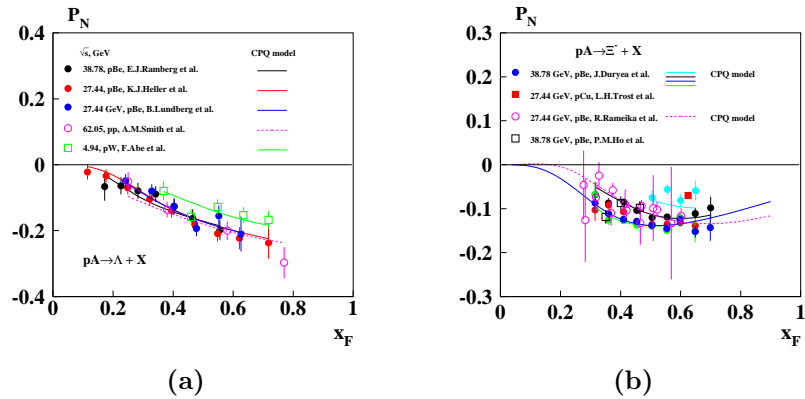 P_N
0.4
0.2
0
-0.2
-0.4
0 0.2 0.4 0.6 0.8 1
x_F
√s, GeV CPQ model
38.78, pBe, E.J.Ramberg et al.
27.44, pBe, K.J.Heller et al.
27.44 GeV, pBe, B.Lundberg et al.
62.05, pp, A.M.Smith et al.
4.94, pW, F.Abe et al.
pA→Λ + X
(a)
P_N
0.3
0.2
0.1
0
-0.1
-0.2
-0.3
0 0.2 0.4 0.6 0.8 1
x_F
pA→Ξ⁻ + X
38.78 GeV, pBe, J.Duryea et al. CPQ model
27.44 GeV, pCu, L.H.Trost et al.
27.44 GeV, pBe, R.Rameika et al. CPQ model
38.78 GeV, pBe, P.M.Ho et al.
(b)